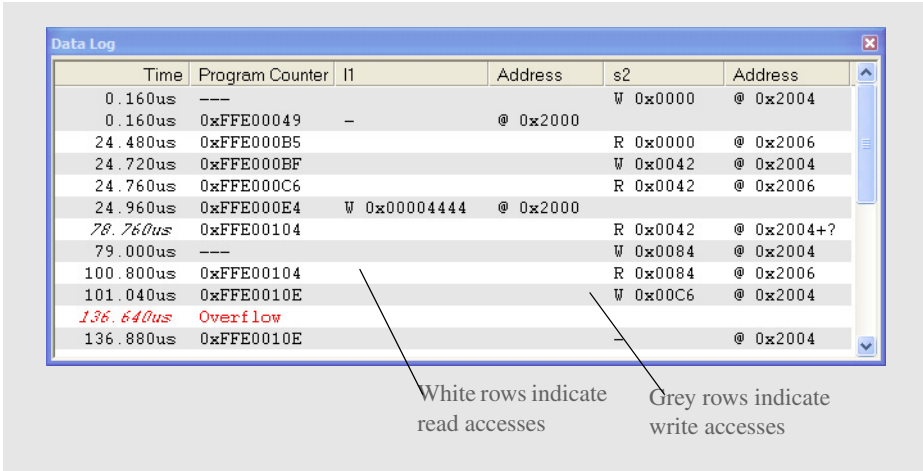 Data Log
Time Program Counter l1 Address s2 Address
0.160us --- W 0x0000 @ 0x2004
0.160us 0xFFE00049 - @ 0x2000
24.480us 0xFFE000B5 R 0x0000 @ 0x2006
24.720us 0xFFE000BF W 0x0042 @ 0x2004
24.760us 0xFFE000C6 R 0x0042 @ 0x2006
24.960us 0xFFE000E4 W 0x00004444 @ 0x2000
78.760us 0xFFE00104 R 0x0042 @ 0x2004+?
79.000us --- W 0x0084 @ 0x2004
100.800us 0xFFE00104 R 0x0084 @ 0x2006
101.040us 0xFFE0010E W 0x00C6 @ 0x2004
136.640us Overflow
136.880us 0xFFE0010E - @ 0x2004
White rows indicate
read accesses
Grey rows indicate
write accesses